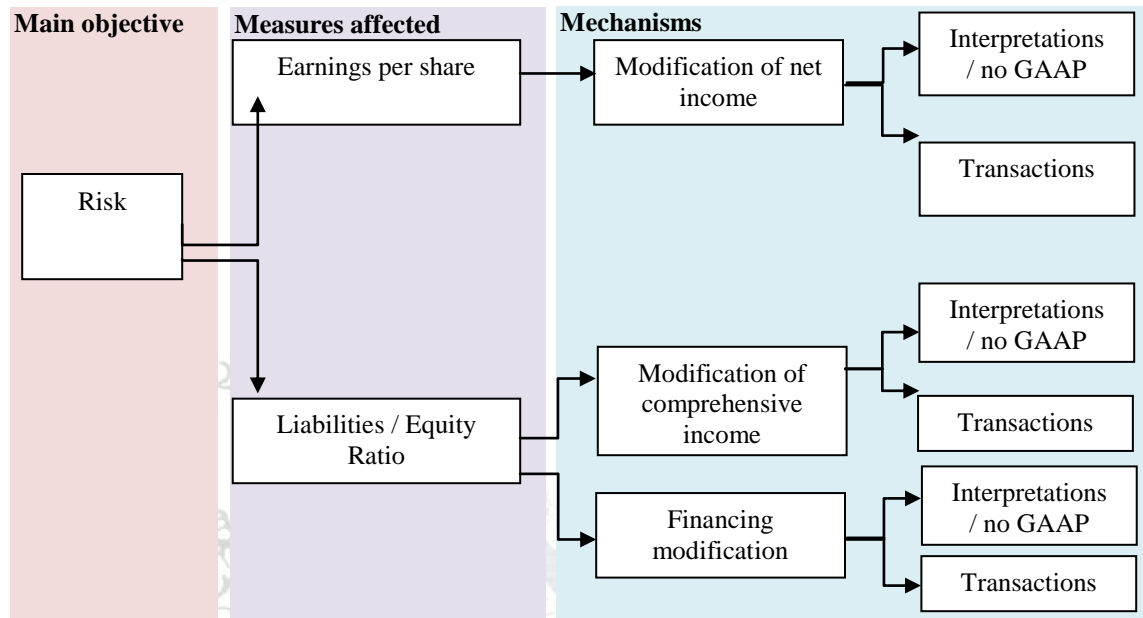 Main objective
Measures affected
Mechanisms
Risk
Earnings per share
Modification of net
income
Interpretations
/ no GAAP
Transactions
Liabilities / Equity
Ratio
Modification of
comprehensive
income
Interpretations
/ no GAAP
Transactions
Financing
modification
Interpretations
/ no GAAP
Transactions